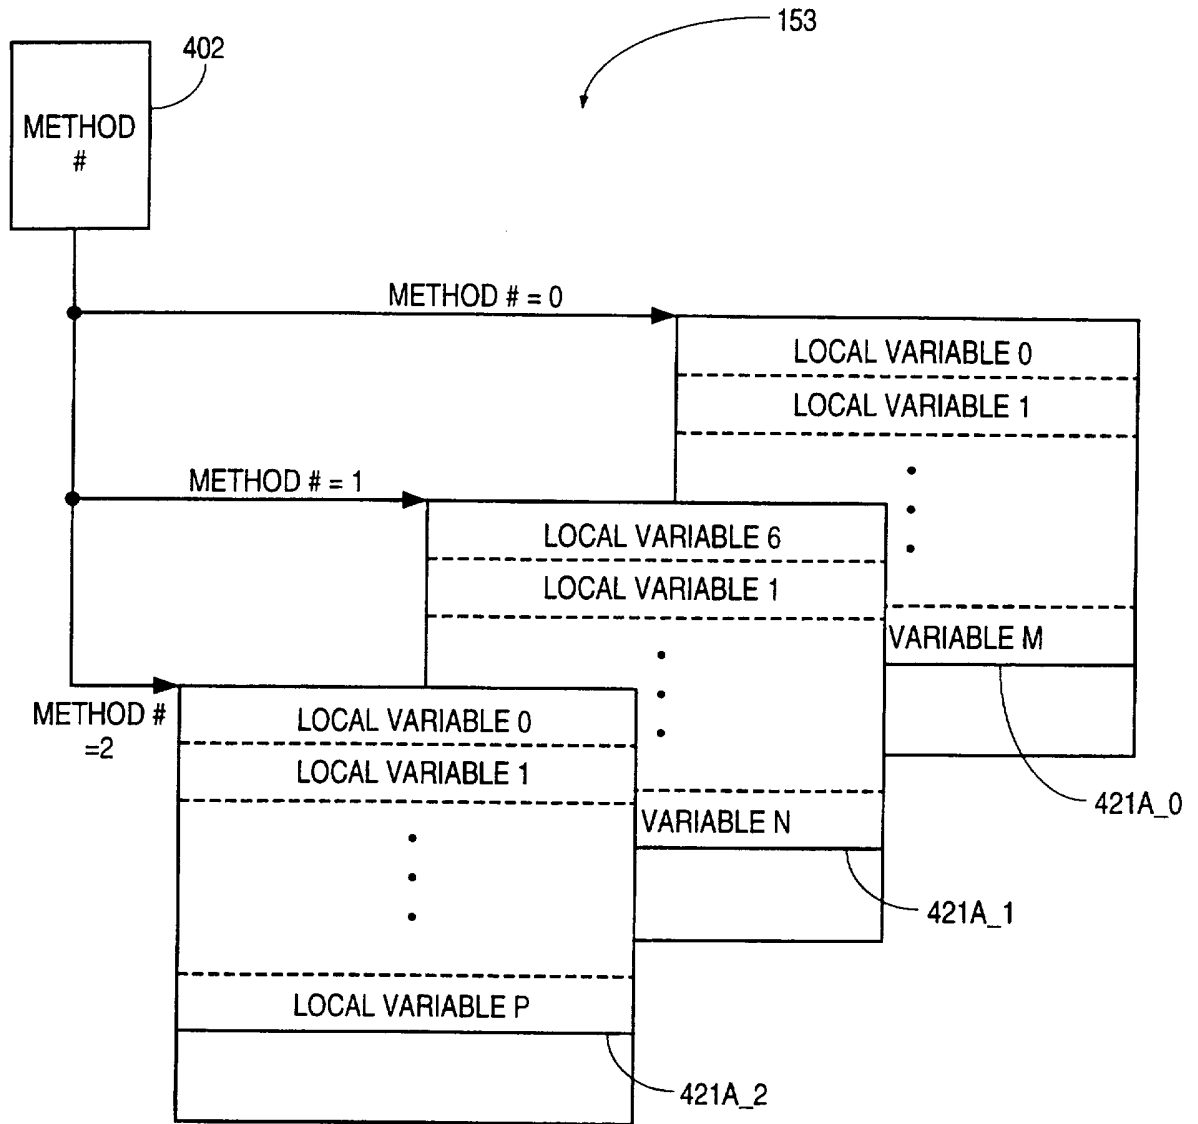 153
402
METHOD
#
METHOD # = 0
LOCAL VARIABLE 0
LOCAL VARIABLE 1
METHOD # = 1
LOCAL VARIABLE 6
LOCAL VARIABLE 1
VARIABLE M
METHOD #
=2
LOCAL VARIABLE 0
LOCAL VARIABLE 1
421A_0
VARIABLE N
421A_1
LOCAL VARIABLE P
421A_2